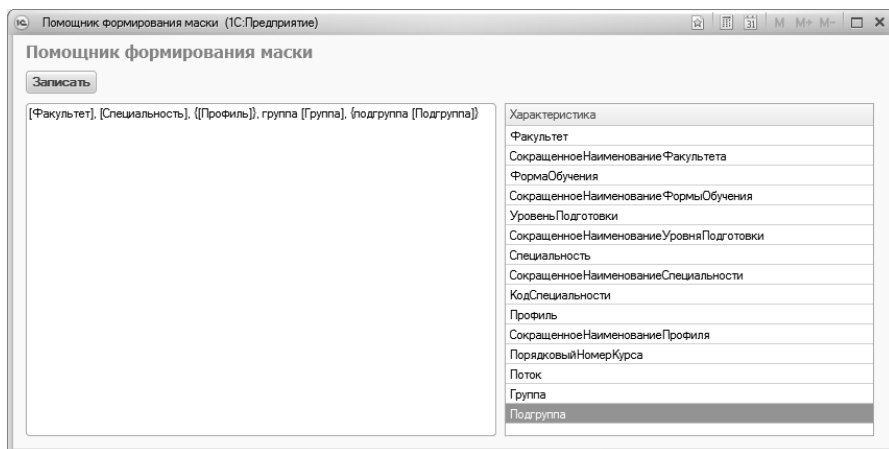 Помощник формирования маски (1С:Предприятие)
M M+ M-
Помощник формирования маски
Записать
[Факультет], [Специальность], {[Профиль]}, группа [Группа], {подгруппа [Подгруппа]}
Характеристика
Факультет
СокращенноеНаименованиеФакультета
ФормаОбучения
СокращенноеНаименованиеФормыОбучения
УровеньПодготовки
СокращенноеНаименованиеУровняПодготовки
Специальность
СокращенноеНаименованиеСпециальности
КодСпециальности
Профиль
СокращенноеНаименованиеПрофиля
ПорядковыйНомерКурса
Поток
Группа
Подгруппа